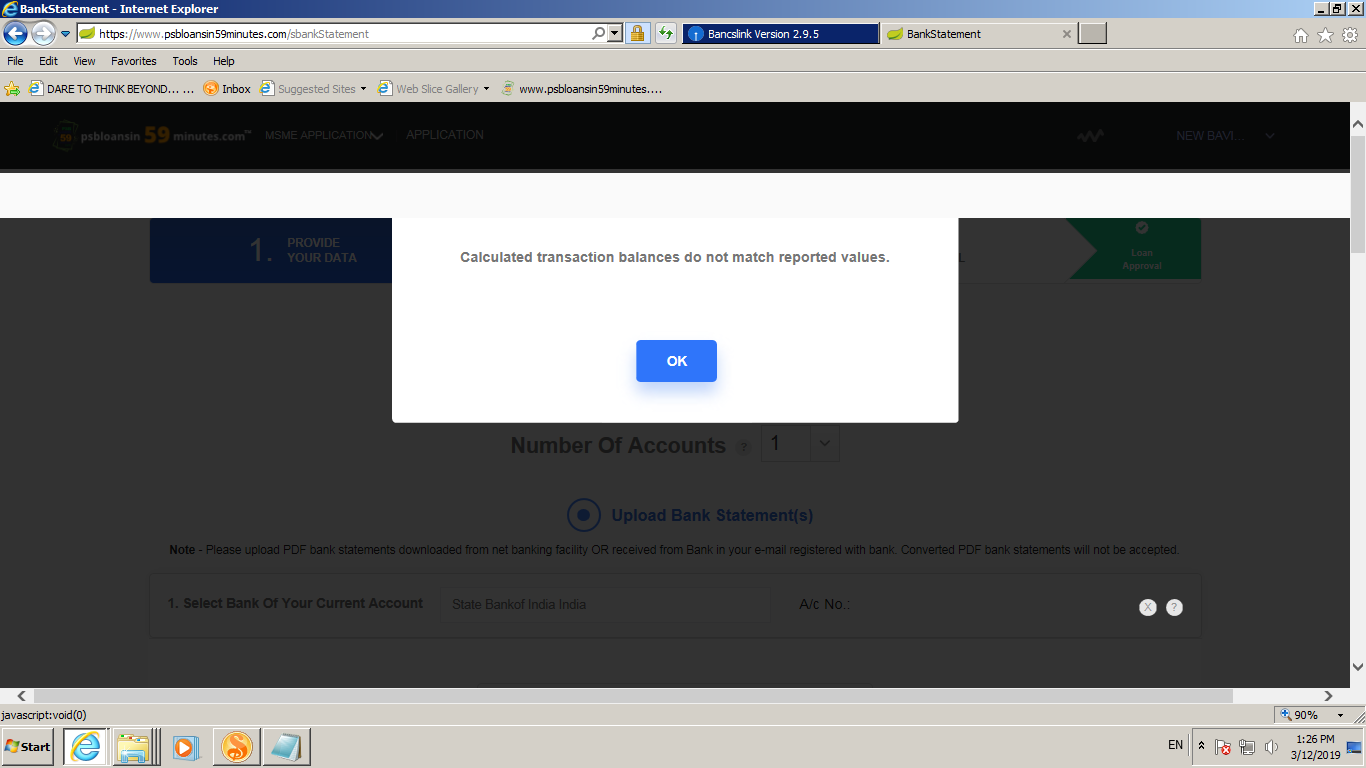 BankStatement - Internet Explorer
https://www.psbloansin59minutes.com/sbankStatement
Bancslink Version 2.9.5
BankStatement
File Edit View Favorites Tools Help
DARE TO THINK BEYOND... ...
Inbox
Suggested Sites
Web Slice Gallery
www.psbloansin59minutes....
59 psbloansin 59 minutes.com™
MSME APPLICATION
APPLICATION
NEW BAVI...
1. PROVIDE
YOUR DATA
L
Loan
Approval
Calculated transaction balances do not match reported values.
OK
Number Of Accounts ? 1
Upload Bank Statement(s)
Note - Please upload PDF bank statements downloaded from net banking facility OR received from Bank in your e-mail registered with bank. Converted PDF bank statements will not be accepted.
1. Select Bank Of Your Current Account State Bankof India India A/c No.: X ?
javascript:void(0)
90%
Start
EN
1:26 PM
3/12/2019